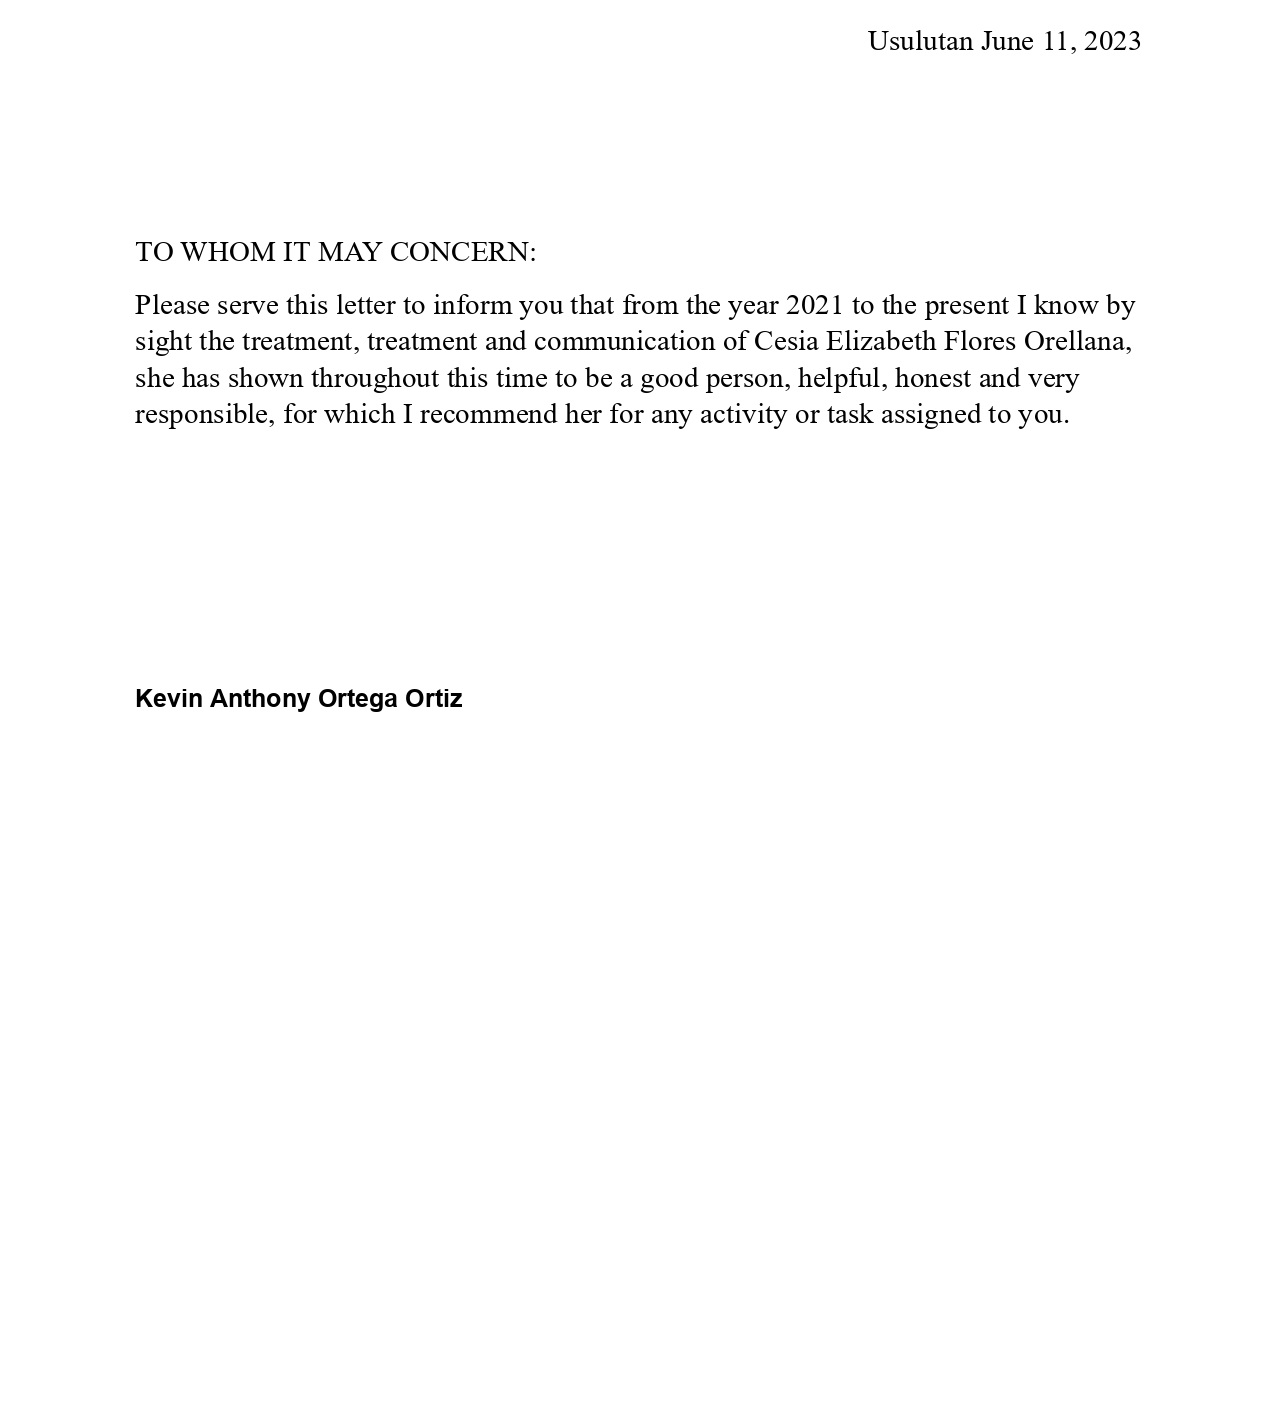 Usulutan June 11, 2023
TO WHOM IT MAY CONCERN:
Please serve this letter to inform you that from the year 2021 to the present I know by
sight the treatment, treatment and communication of Cesia Elizabeth Flores Orellana,
she has shown throughout this time to be a good person, helpful, honest and very
responsible, for which I recommend her for any activity or task assigned to you.
Kevin Anthony Ortega Ortiz